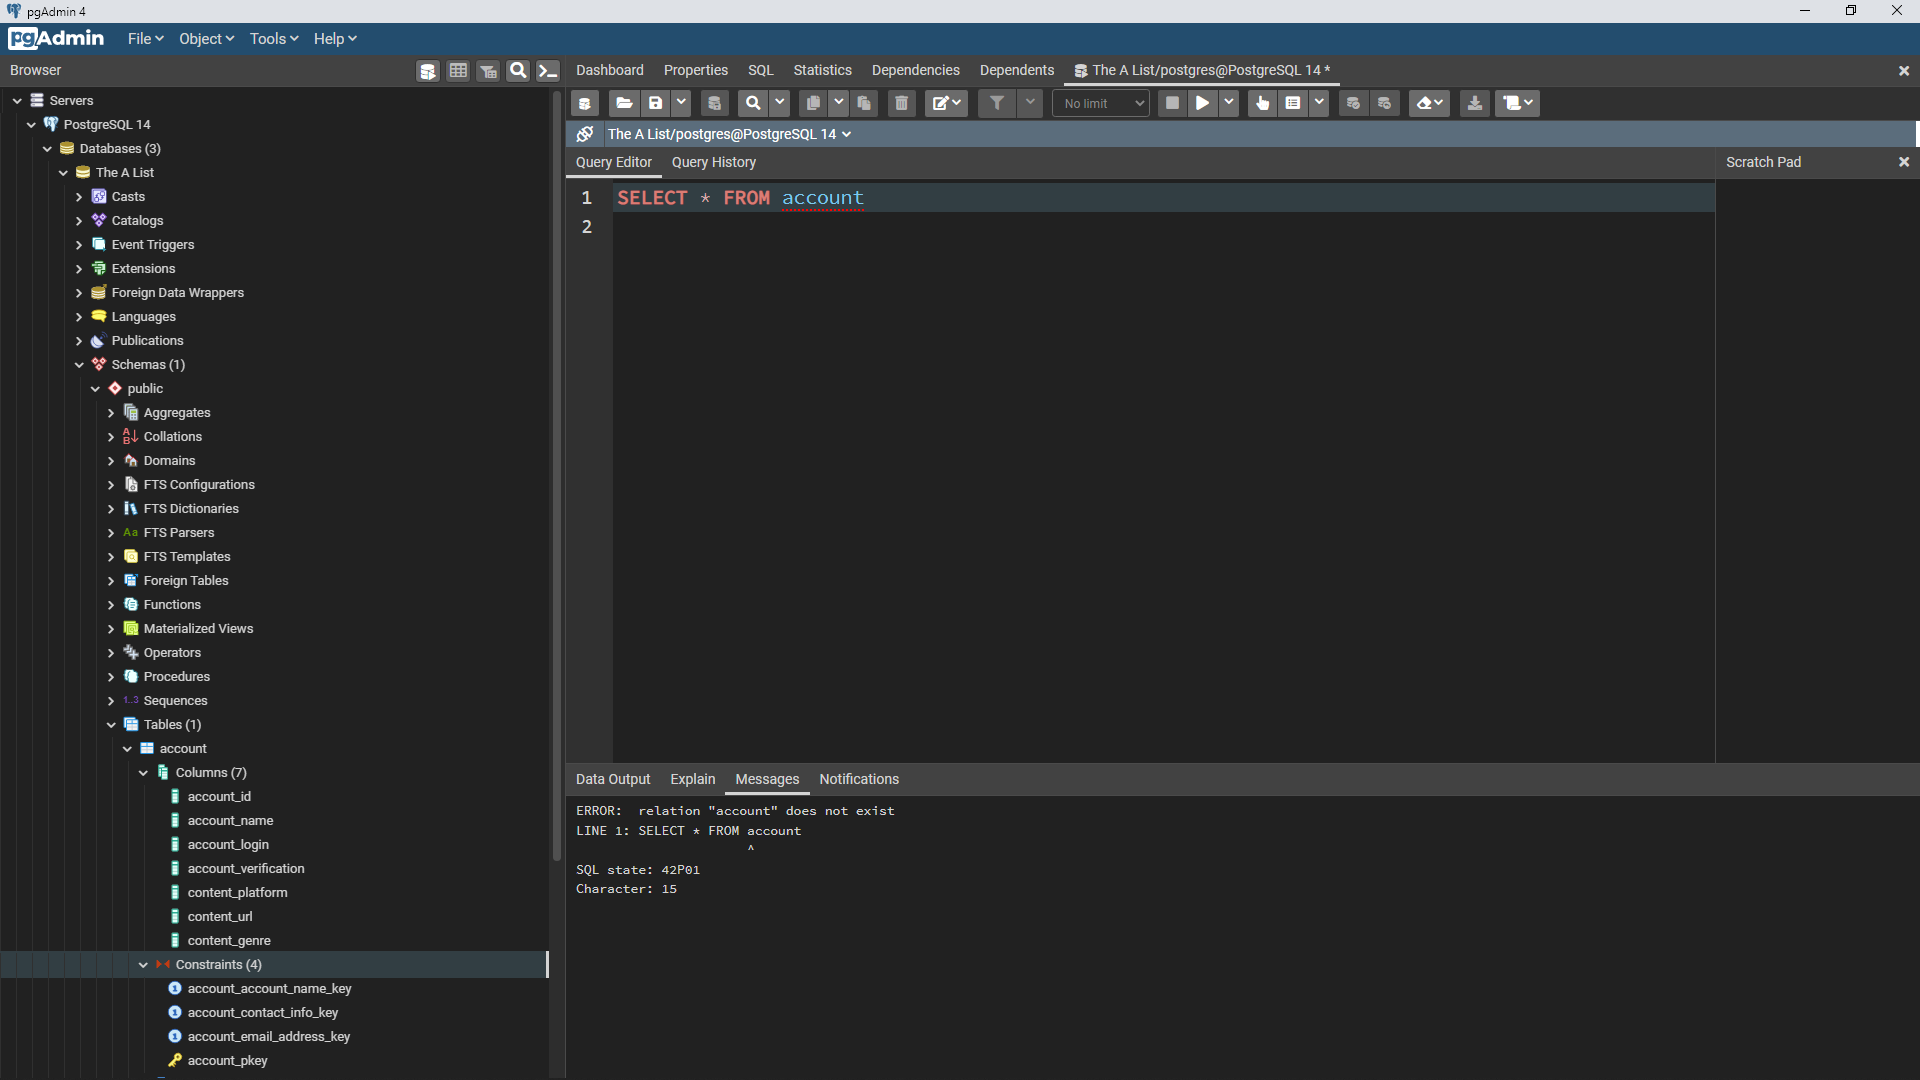 pgAdmin 4
pgAdmin File Object Tools Help
Browser
Dashboard Properties SQL Statistics Dependencies Dependents The A List/postgres@PostgreSQL 14 *
No limit
The A List/postgres@PostgreSQL 14
Query Editor Query History
Scratch Pad
1 SELECT * FROM account
2
Servers
PostgreSQL 14
Databases (3)
The A List
Casts
Catalogs
Event Triggers
Extensions
Foreign Data Wrappers
Languages
Publications
Schemas (1)
public
Aggregates
Collations
Domains
FTS Configurations
FTS Dictionaries
Aa FTS Parsers
FTS Templates
Foreign Tables
Functions
Materialized Views
Operators
Procedures
1..3 Sequences
Tables (1)
account
Columns (7)
account_id
account_name
account_login
account_verification
content_platform
content_url
content_genre
Constraints (4)
account_account_name_key
account_contact_info_key
account_email_address_key
account_pkey
Data Output Explain Messages Notifications
ERROR:  relation "account" does not exist
LINE 1: SELECT * FROM account
^
SQL state: 42P01
Character: 15